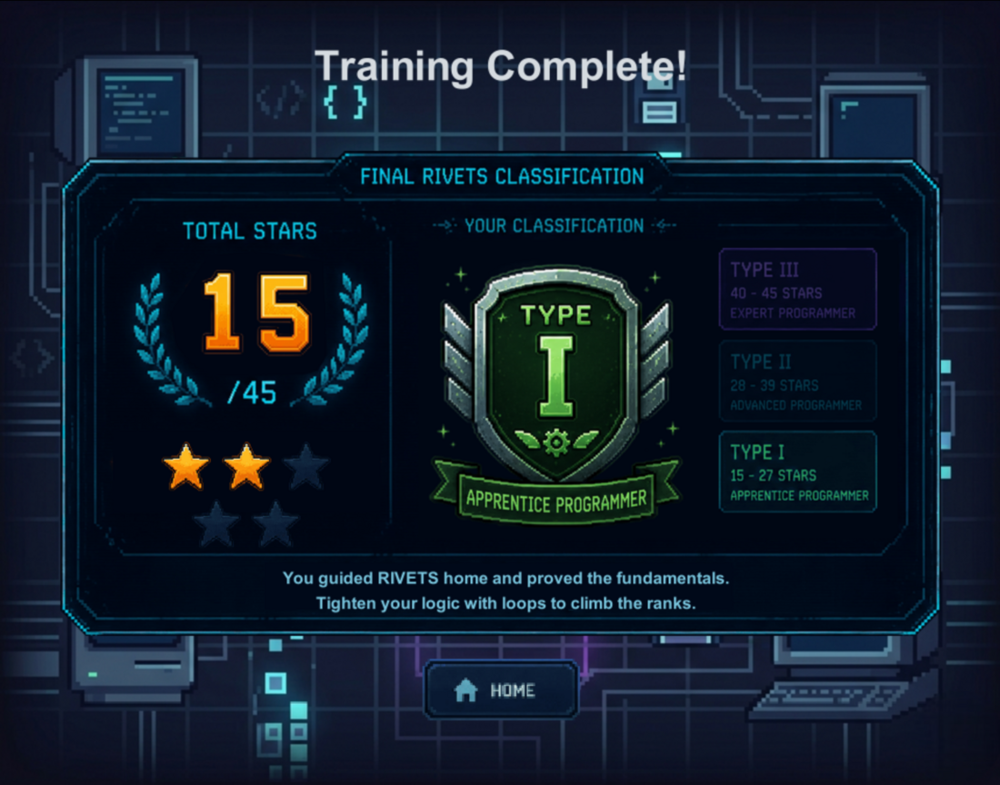 Training Complete!
FINAL RIVETS CLASSIFICATION
TOTAL STARS
15
/45
YOUR CLASSIFICATION
TYPE
I
APPRENTICE PROGRAMMER
TYPE III
40 - 45 STARS
EXPERT PROGRAMMER
TYPE II
28 - 39 STARS
ADVANCED PROGRAMMER
TYPE I
15 - 27 STARS
APPRENTICE PROGRAMMER
You guided RIVETS home and proved the fundamentals.
Tighten your logic with loops to climb the ranks.
HOME